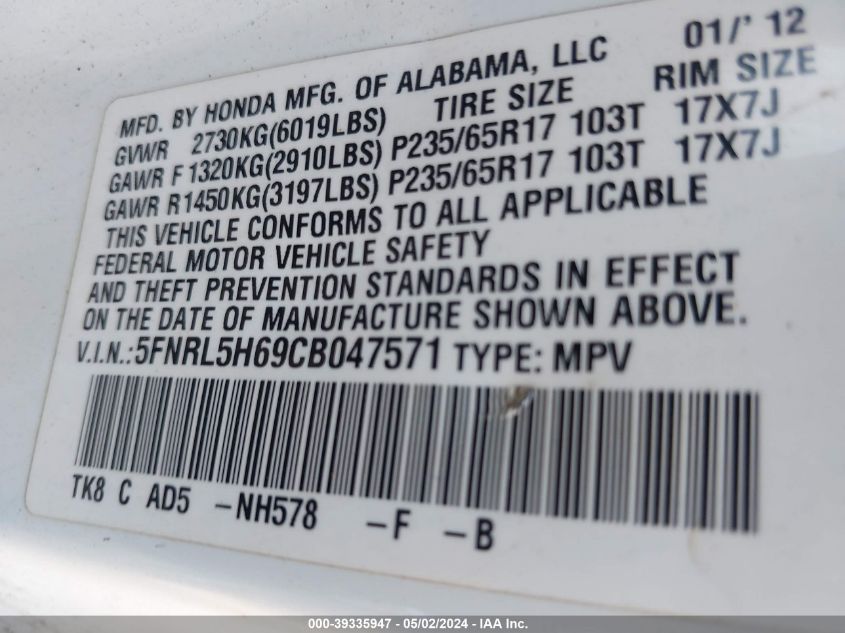 MFD. BY HONDA MFG. OF ALABAMA, LLC 01/' 12
GVWR 2730KG(6019LBS) TIRE SIZE RIM SIZE
GAWR F 1320KG(2910LBS) P235/65R17 103T 17X7J
GAWR R1450KG(3197LBS) P235/65R17 103T 17X7J
THIS VEHICLE CONFORMS TO ALL APPLICABLE
FEDERAL MOTOR VEHICLE SAFETY
AND THEFT PREVENTION STANDARDS IN EFFECT
ON THE DATE OF MANUFACTURE SHOWN ABOVE.
V.I.N.:5FNRL5H69CB047571 TYPE: MPV
TK8 C AD5 -NH578 -F -B
000-39335947 - 05/02/2024 - IAA Inc.